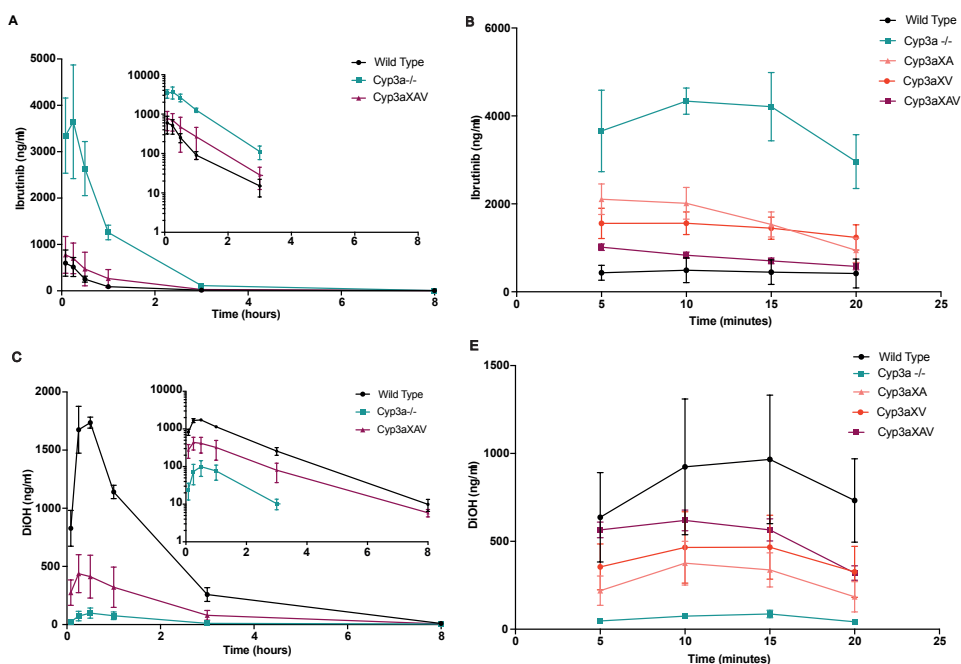 A
Ibrutinib (ng/ml)
5000
4000
3000
2000
1000
0
0
2
4
6
8
Time (hours)
10000
1000
100
10
1
0
2
4
6
8
Wild Type
Cyp3a-/-
Cyp3aXAV
B
Ibrutinib (ng/ml)
6000
4000
2000
0
0
5
10
15
20
25
Time (minutes)
Wild Type
Cyp3a -/-
Cyp3aXA
Cyp3aXV
Cyp3aXAV
C
DiOH (ng/ml)
2000
1500
1000
500
0
0
2
4
6
8
Time (hours)
10000
1000
100
10
1
0
2
4
6
8
Wild Type
Cyp3a-/-
Cyp3aXAV
E
DiOH (ng/ml)
1500
1000
500
0
0
5
10
15
20
25
Time (minutes)
Wild Type
Cyp3a -/-
Cyp3aXA
Cyp3aXV
Cyp3aXAV